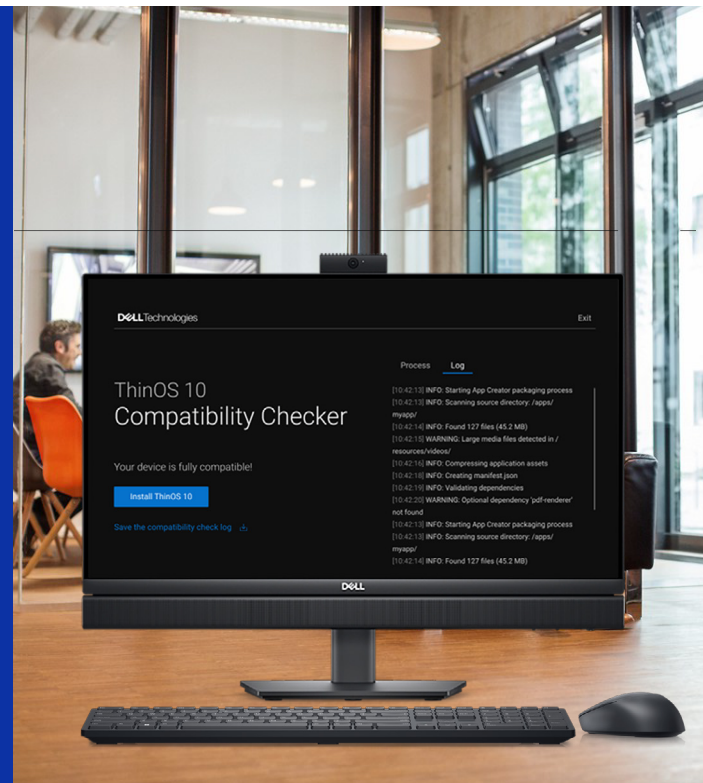 DELLTechnologies
Exit
ThinOS 10
Compatibility Checker
Your device is fully compatible!
Install ThinOS 10
Save the compatibility check log
Process Log
[10:42:13] INFO: Starting App Creator packaging process
[10:42:13] INFO: Scanning source directory: /apps/
myapp/
[10:42:14] INFO: Found 127 files (45.2 MB)
[10:42:15] WARNING: Large media files detected in /
resources/videos/
[10:42:16] INFO: Compressing application assets
[10:42:18] INFO: Creating manifest.json
[10:42:19] INFO: Validating dependencies
[10:42:20] WARNING: Optional dependency 'pdf-renderer'
not found
[10:42:13] INFO: Starting App Creator packaging process
[10:42:13] INFO: Scanning source directory: /apps/
myapp/
[10:42:14] INFO: Found 127 files (45.2 MB)
DELL